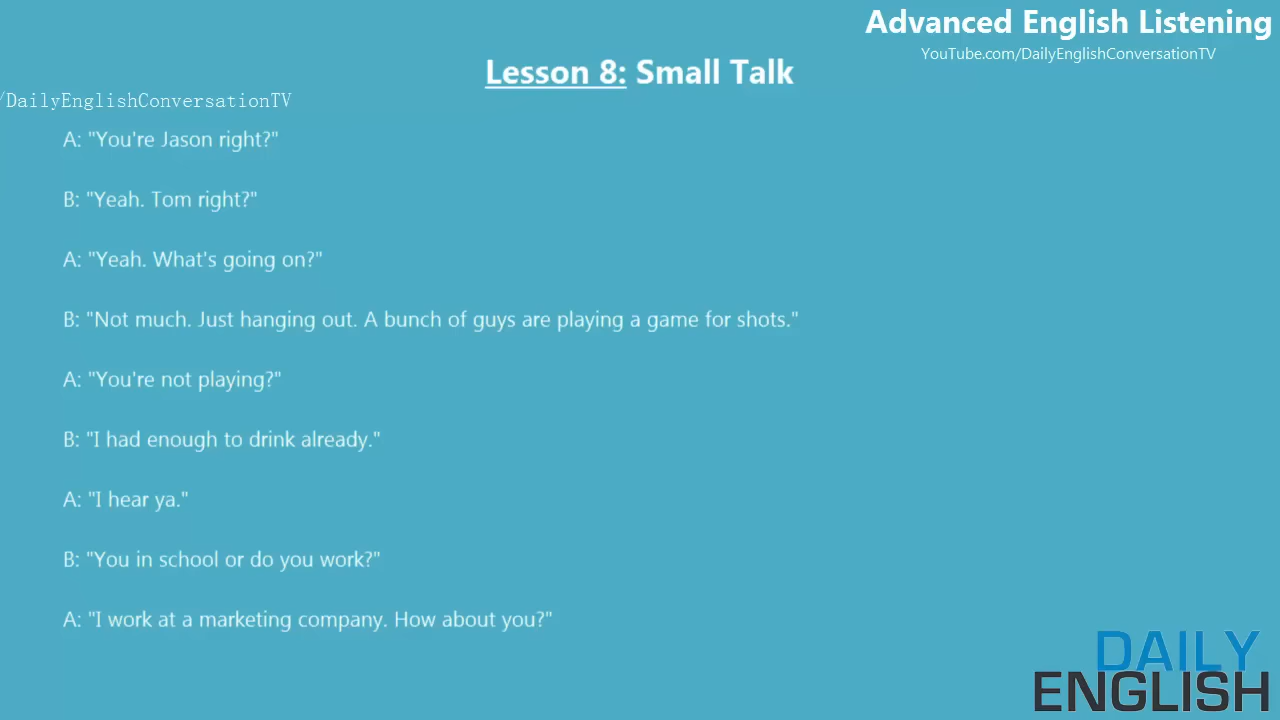 Advanced English Listening
YouTube.com/DailyEnglishConversationTV
Lesson 8: Small Talk
/DailyEnglishConversationTV
A: "You're Jason right?"
B: "Yeah. Tom right?"
A: "Yeah. What's going on?"
B: "Not much. Just hanging out. A bunch of guys are playing a game for shots."
A: "You're not playing?"
B: "I had enough to drink already."
A: "I hear ya."
B: "You in school or do you work?"
A: "I work at a marketing company. How about you?"
DAILY
ENGLISH